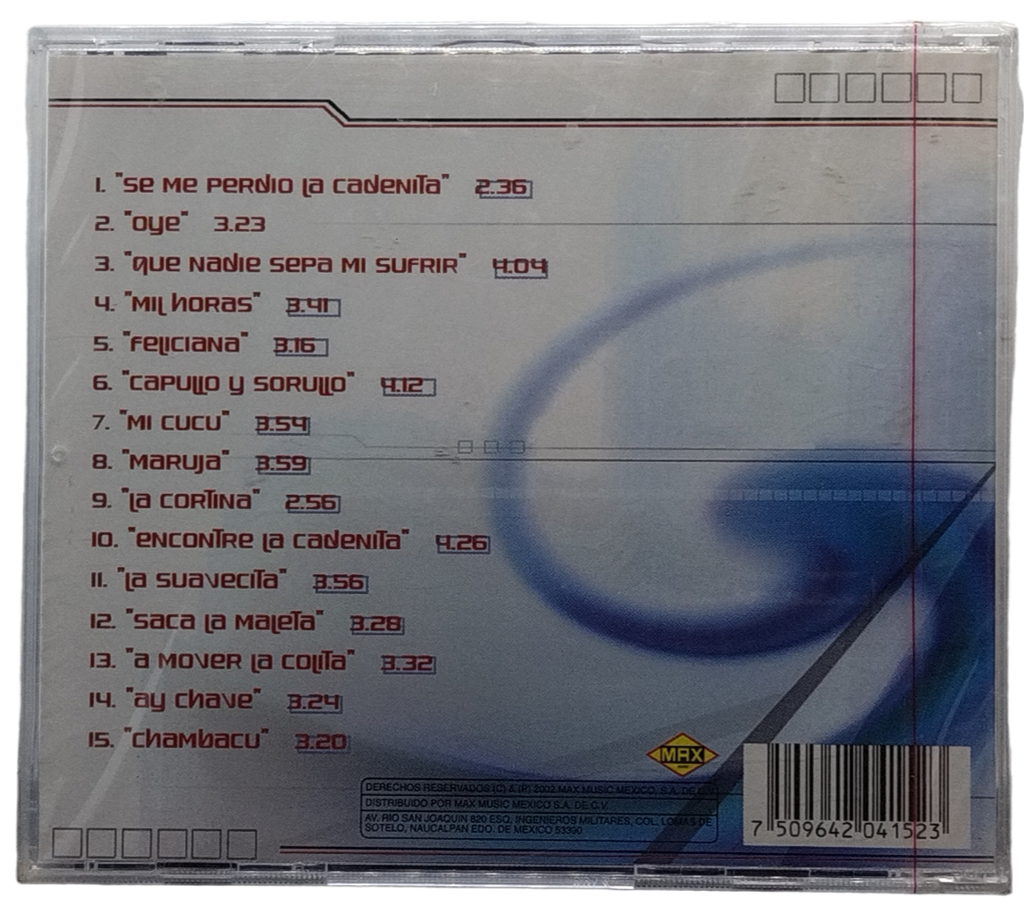 1. "Se me perdio la cadenita" 2.36
2. "Oye" 3.23
3. "Que nadie sepa mi sufrir" 4.04
4. "Mil horas" 3.41
5. "Feliciana" 3.16
6. "Capullo y Sorullo" 4.12
7. "Mi cucu" 3.54
8. "Maruja" 3.59
9. "La cortina" 2.56
10. "Encontre la cadenita" 4.26
11. "La suavecita" 3.56
12. "Saca la maleta" 3.28
13. "A mover la colita" 3.32
14. "Ay chave" 3.24
15. "Chambacu" 3.20
MAX
DERECHOS RESERVADOS (C) & (P) 2002 MAX MUSIC MEXICO, S.A. DE C.V.
DISTRIBUIDO POR MAX MUSIC MEXICO S.A. DE C.V.
AV. RIO SAN JOAQUIN 820 ESQ. INGENIEROS MILITARES, COL. LOMAS DE
SOTELO, NAUCALPAN EDO. DE MEXICO 53390
7 509642 041523